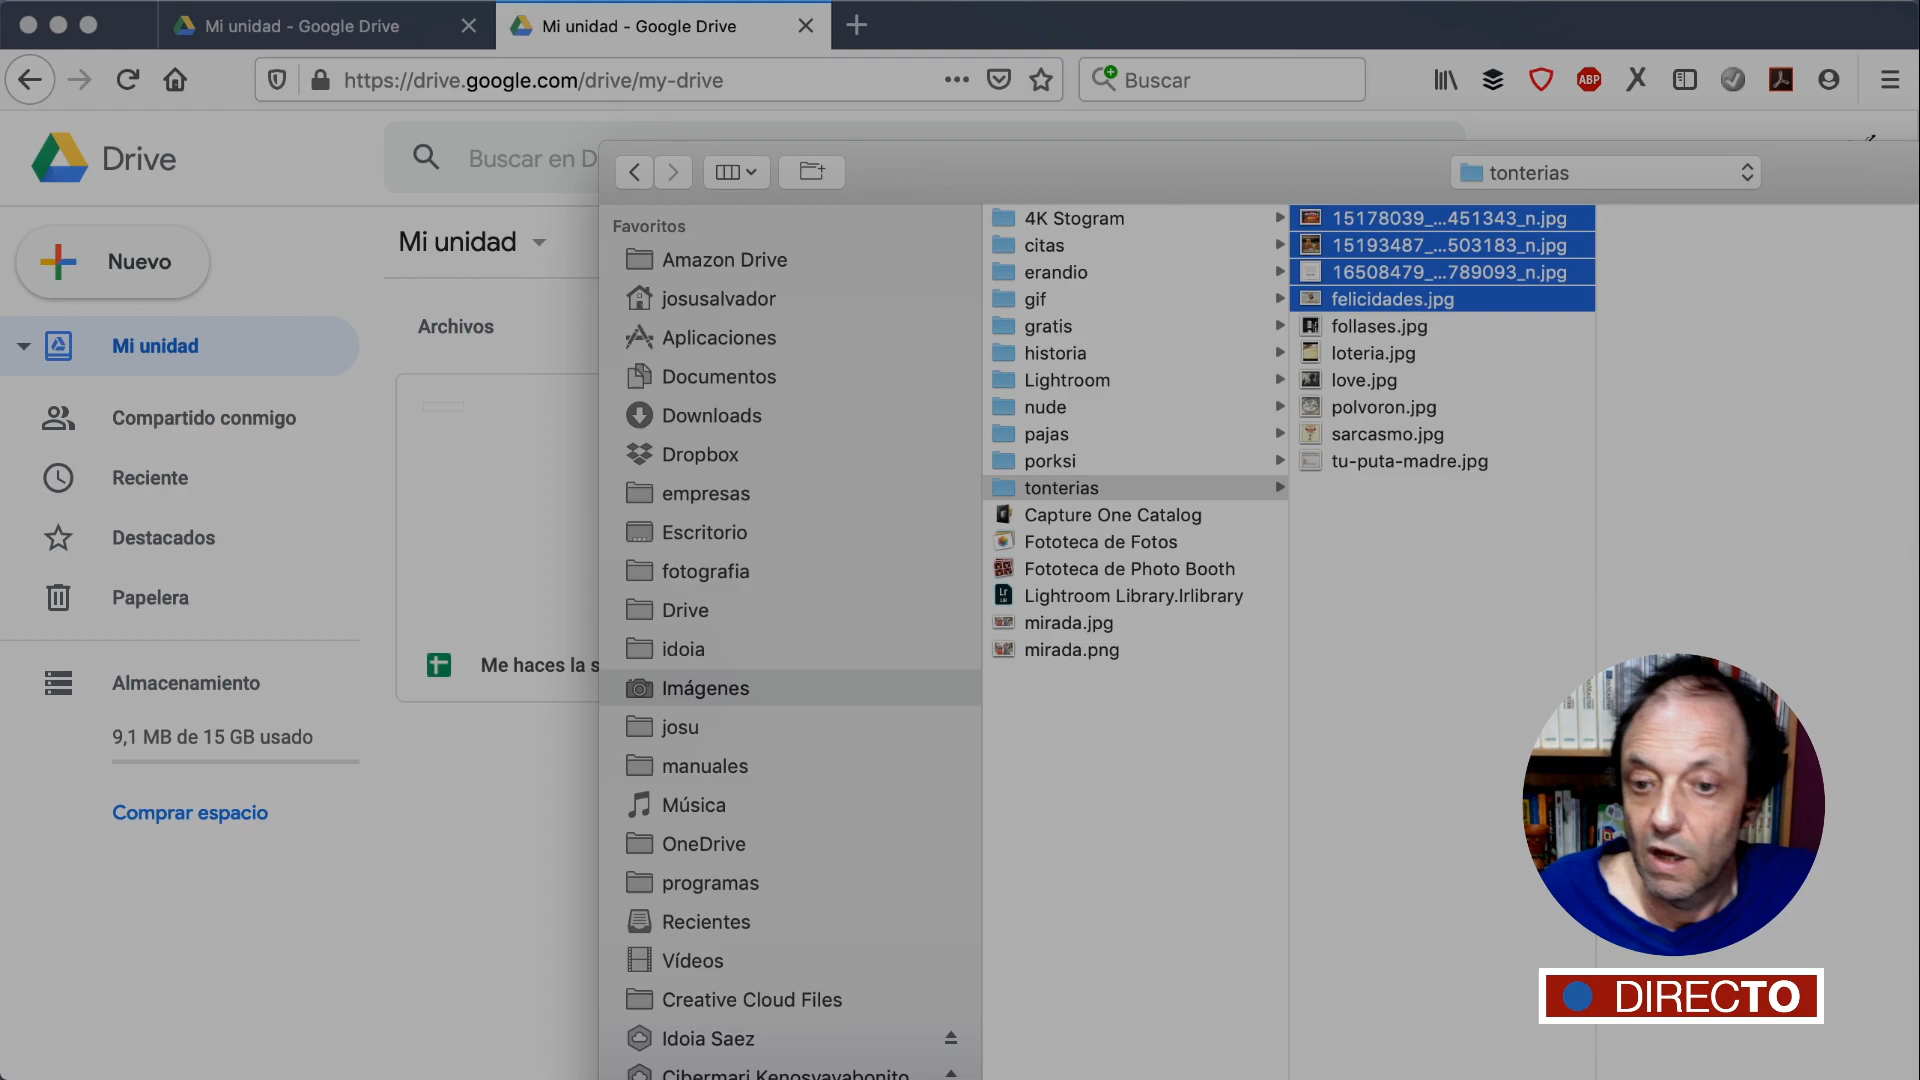 Mi unidad - Google Drive
Mi unidad - Google Drive
https://drive.google.com/drive/my-drive
Buscar
ABP
Drive
Buscar en D
tonterias
Nuevo
Mi unidad
Compartido conmigo
Reciente
Destacados
Papelera
Almacenamiento
9,1 MB de 15 GB usado
Comprar espacio
Mi unidad
Archivos
Me haces la s
Favoritos
Amazon Drive
josusalvador
Aplicaciones
Documentos
Downloads
Dropbox
empresas
Escritorio
fotografia
Drive
idoia
Imágenes
josu
manuales
Música
OneDrive
programas
Recientes
Vídeos
Creative Cloud Files
Idoia Saez
Cibermari Kenosvayabonito
4K Stogram
citas
erandio
gif
gratis
historia
Lightroom
nude
pajas
porksi
tonterias
Capture One Catalog
Fototeca de Fotos
Fototeca de Photo Booth
Lightroom Library.lrlibrary
mirada.jpg
mirada.png
15178039_...451343_n.jpg
15193487_...503183_n.jpg
16508479_...789093_n.jpg
felicidades.jpg
follases.jpg
loteria.jpg
love.jpg
polvoron.jpg
sarcasmo.jpg
tu-puta-madre.jpg
DIRECTO